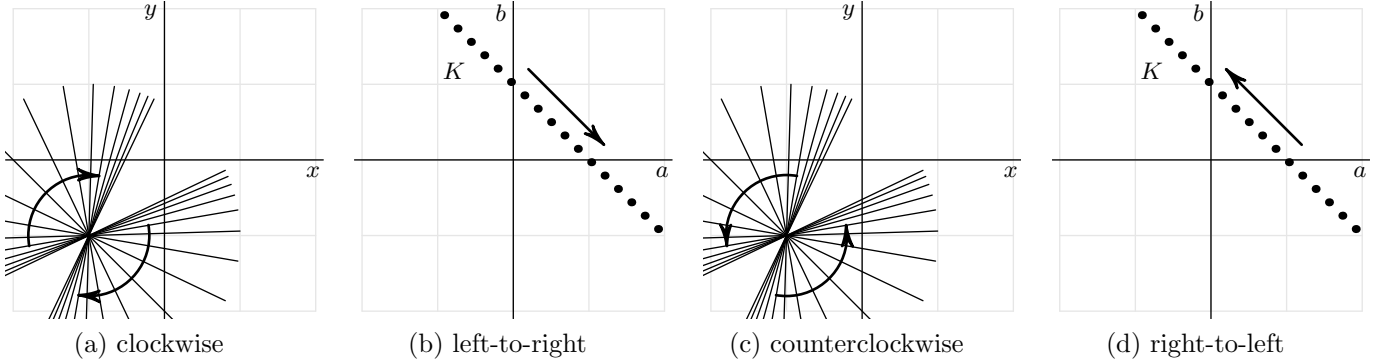 y
x
(a) clockwise
b
K
a
(b) left-to-right
y
x
(c) counterclockwise
b
K
a
(d) right-to-left